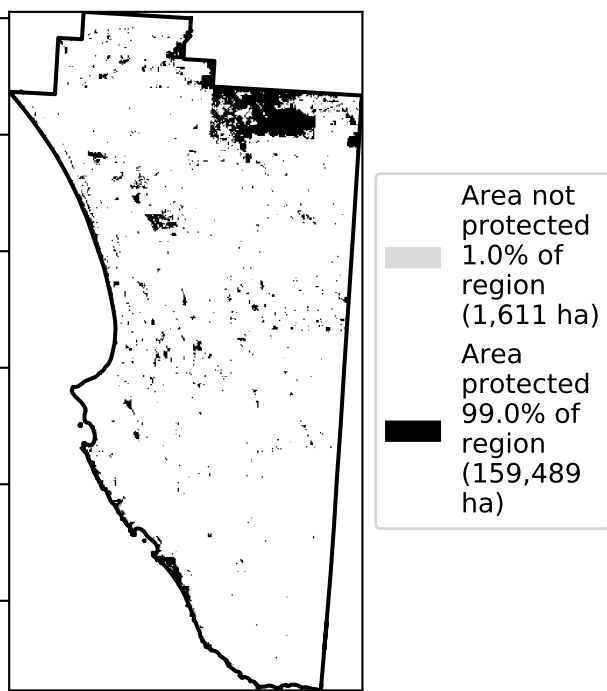 Area not
protected
1.0% of
region
(1,611 ha)
Area
protected
99.0% of
region
(159,489
ha)